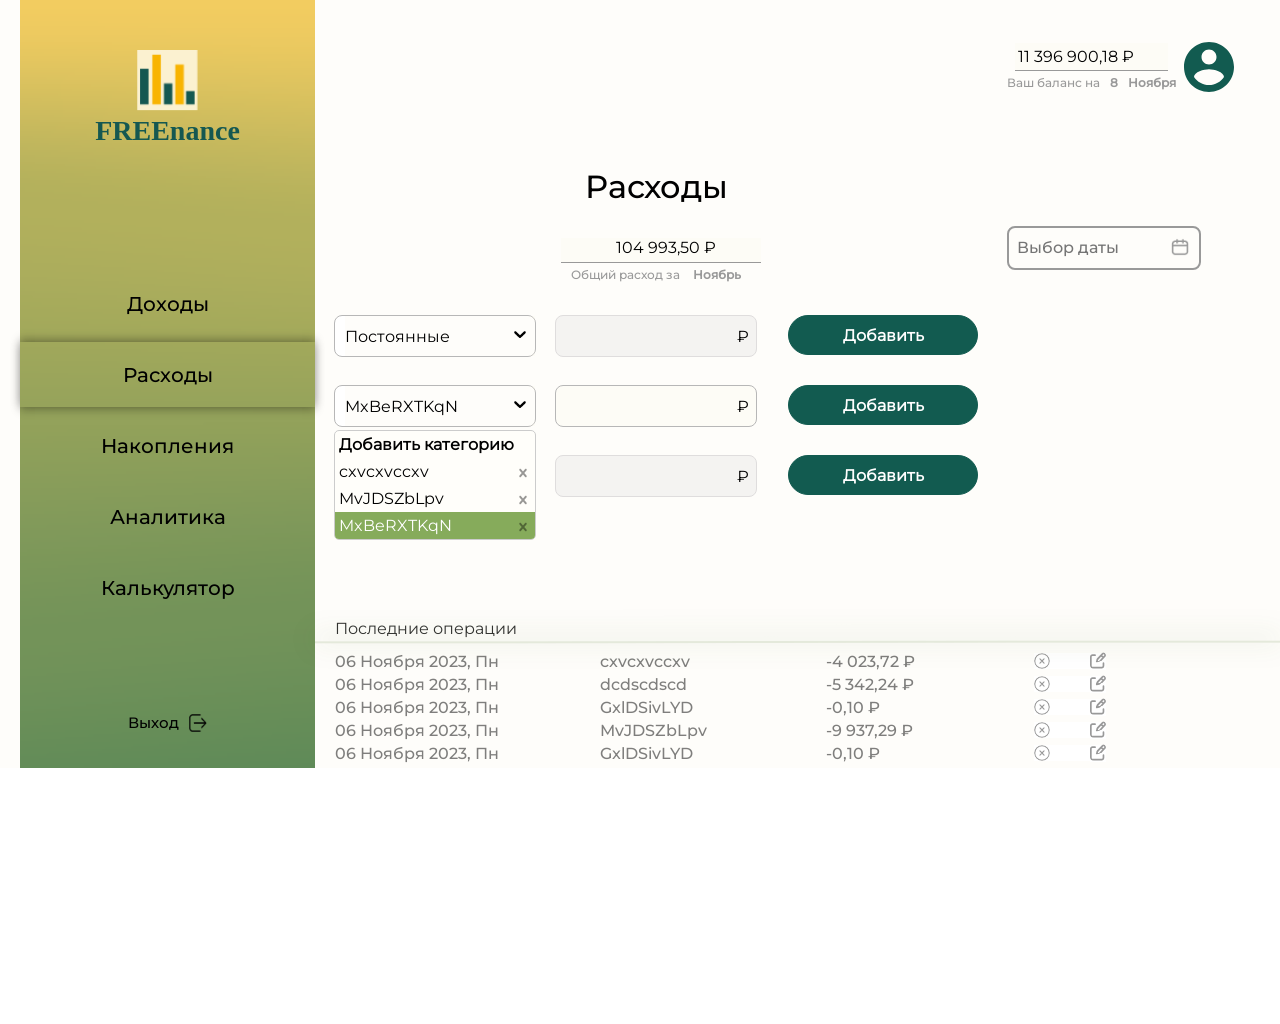 FREEnance
Доходы
Расходы
Накопления
Аналитика
Калькулятор
Выход
11 396 900,18 ₽
Ваш баланс на 8 Ноября
Расходы
104 993,50 ₽
Общий расход за Ноябрь
Выбор даты
Постоянные ₽ Добавить
MxBeRXTKqN ₽ Добавить
Добавить категорию
cxvcxvccxv x
MvJDSZbLpv x
MxBeRXTKqN x
₽ Добавить
Последние операции
06 Ноября 2023, Пн cxvcxvccxv -4 023,72 ₽
06 Ноября 2023, Пн dcdscdscd -5 342,24 ₽
06 Ноября 2023, Пн GxlDSivLYD -0,10 ₽
06 Ноября 2023, Пн MvJDSZbLpv -9 937,29 ₽
06 Ноября 2023, Пн GxlDSivLYD -0,10 ₽